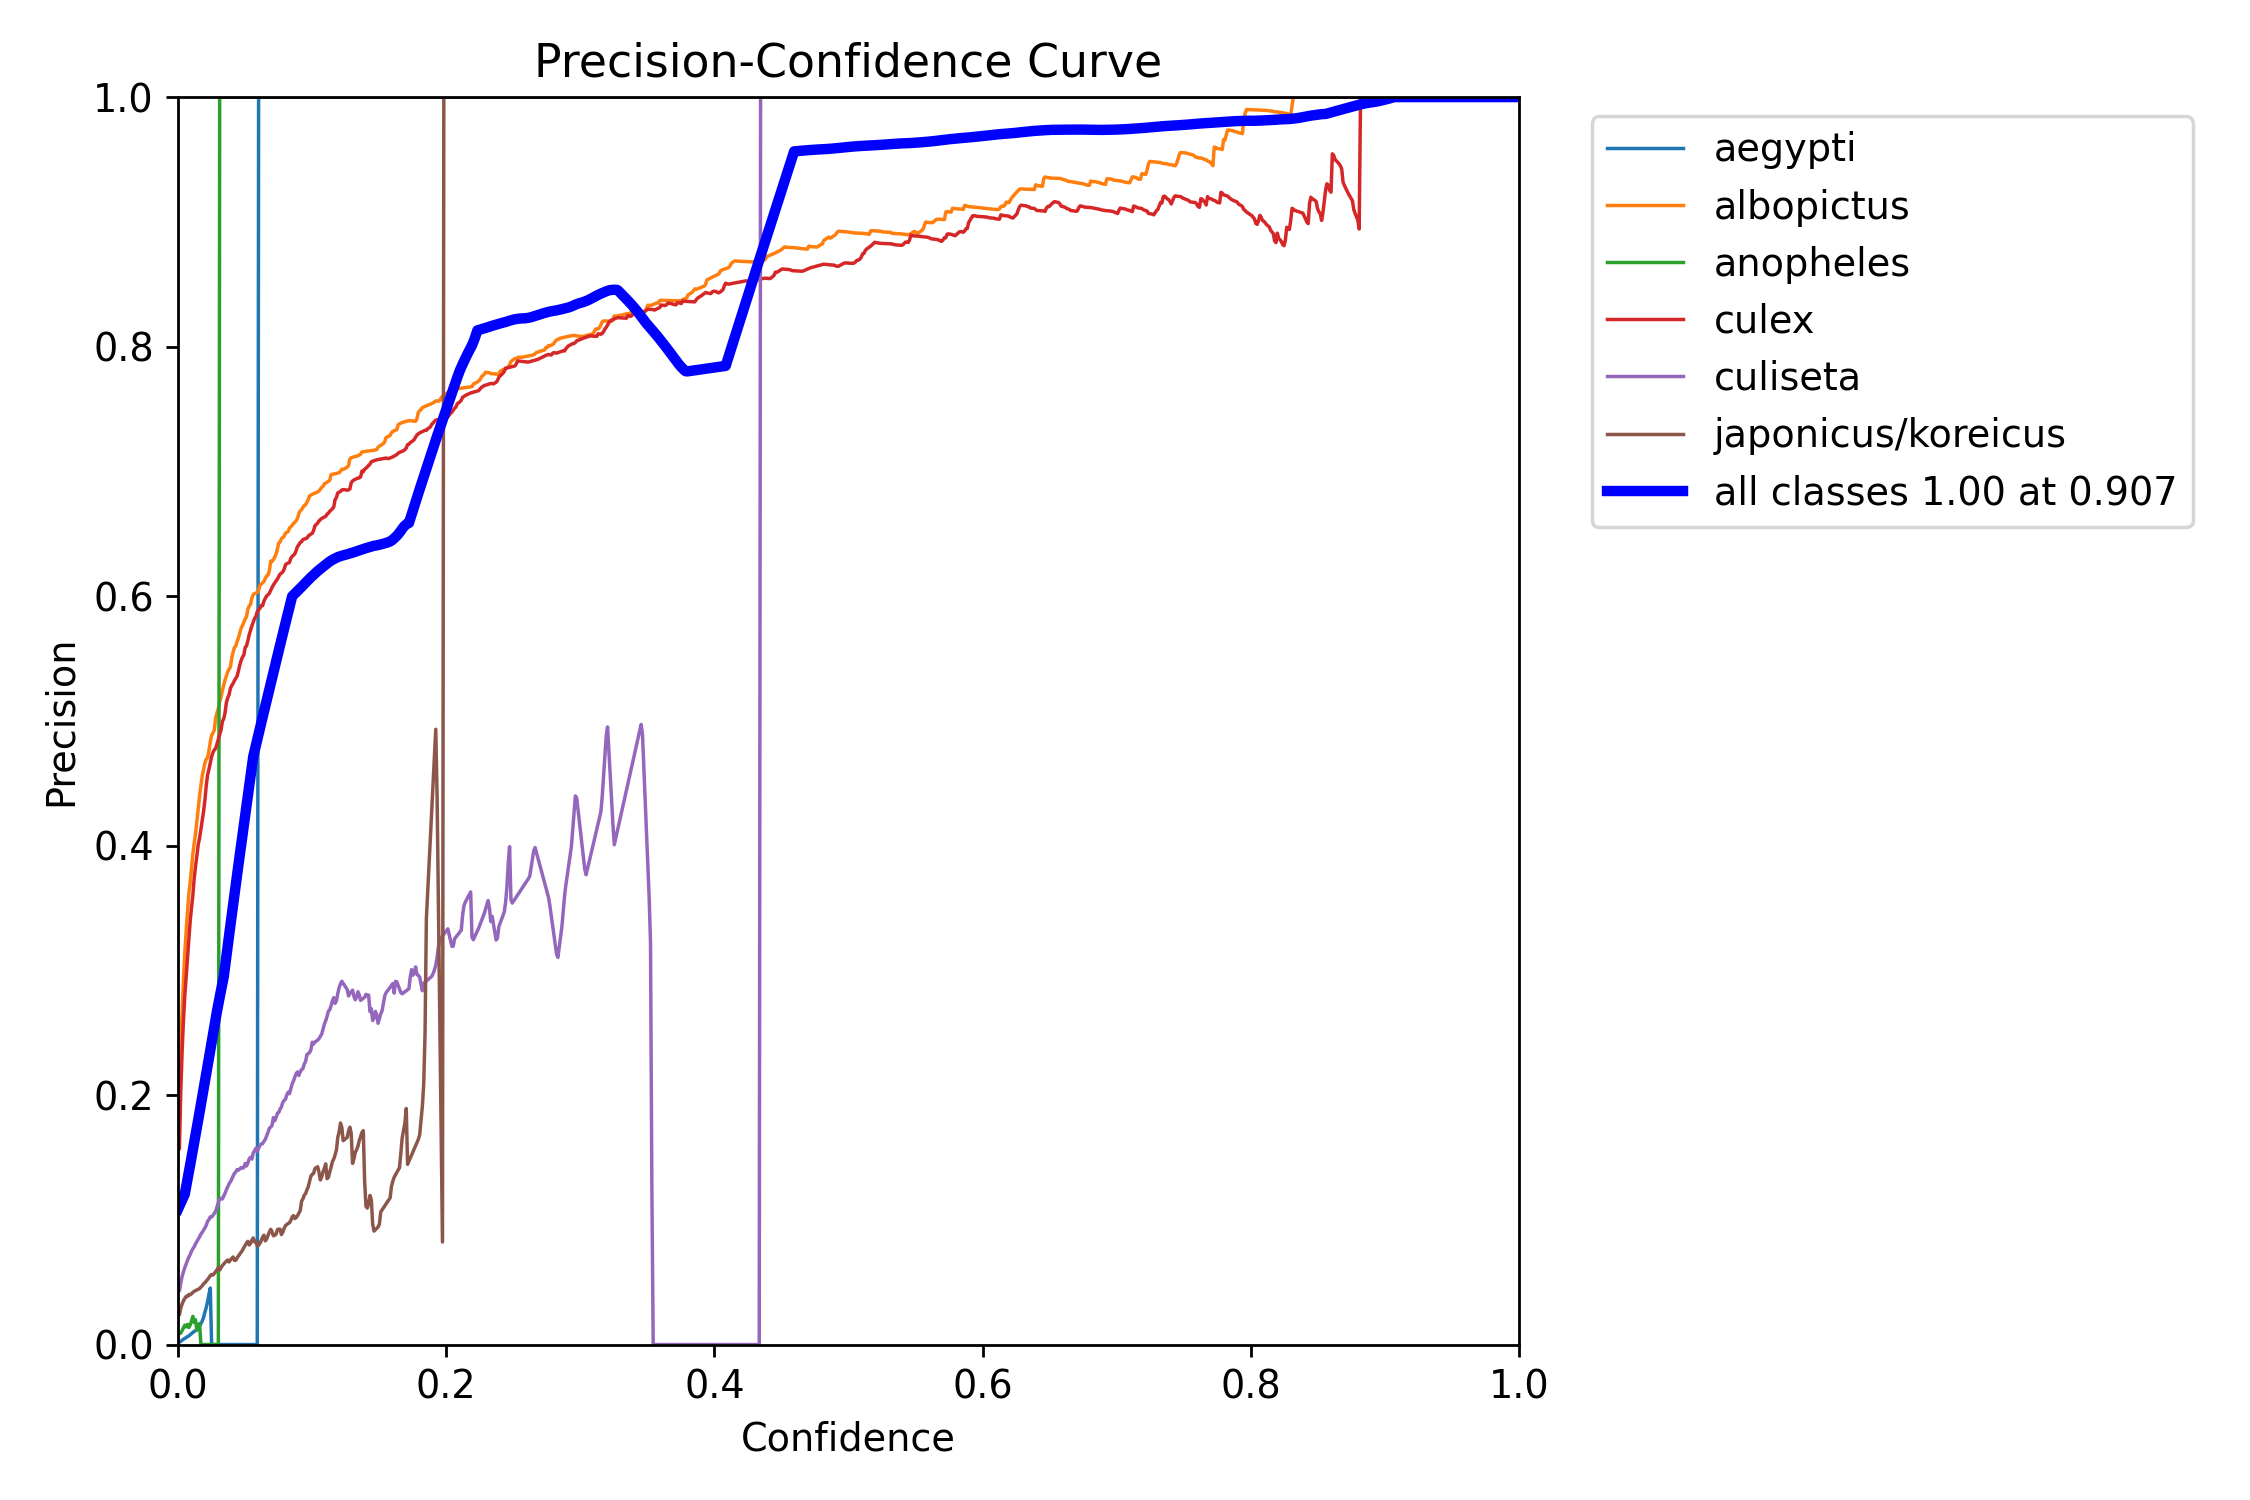 Precision-Confidence Curve
1.0
0.8
0.6
0.4
0.2
0.0
Precision
0.0 0.2 0.4 0.6 0.8 1.0
Confidence
aegypti
albopictus
anopheles
culex
culiseta
japonicus/koreicus
all classes 1.00 at 0.907